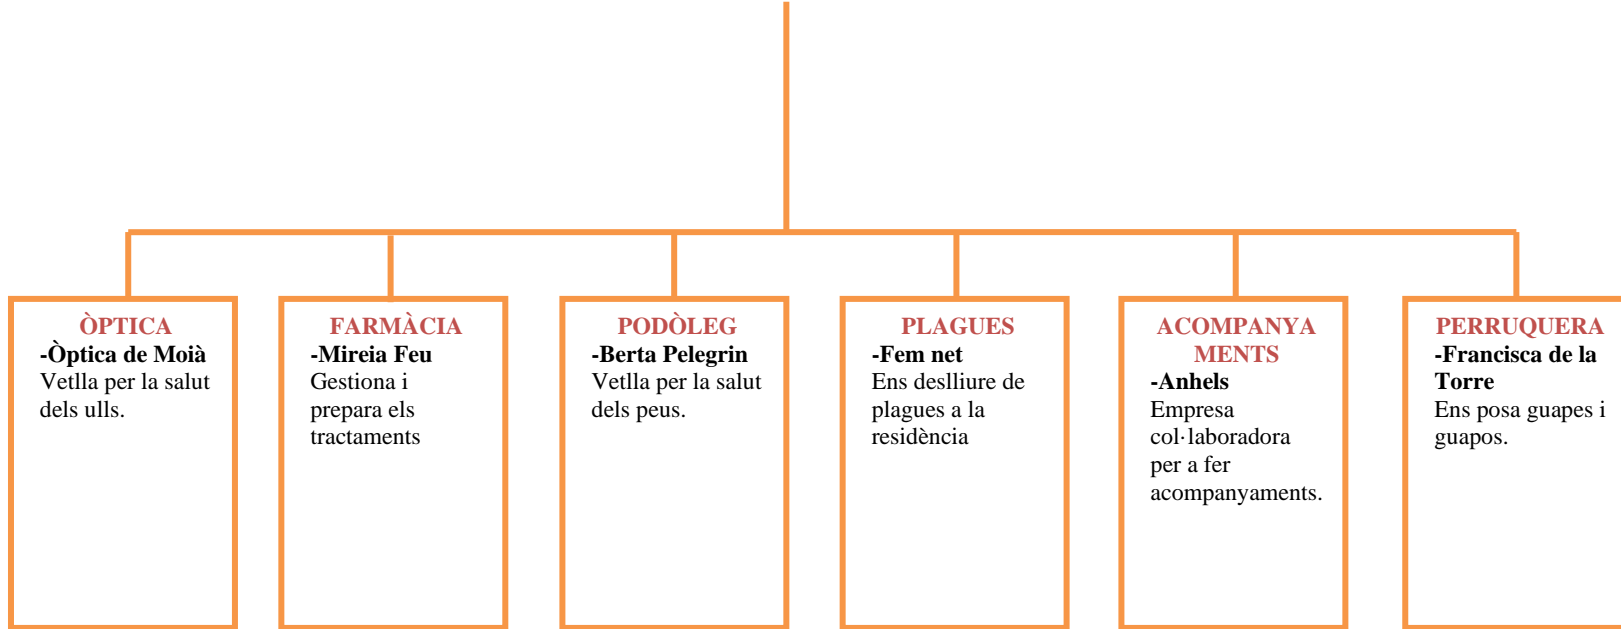 ÒPTICA
-Òptica de Moià
Vetlla per la salut
dels ulls.
FARMÀCIA
-Mireia Feu
Gestiona i
prepara els
tractaments
PODÒLEG
-Berta Pelegrin
Vetlla per la salut
dels peus.
PLAGUES
-Fem net
Ens deslliure de
plagues a la
residència
ACOMPANYA
MENTS
-Anhels
Empresa
col·laboradora
per a fer
acompanyaments.
PERRUQUERA
-Francisca de la
Torre
Ens posa guapes i
guapos.